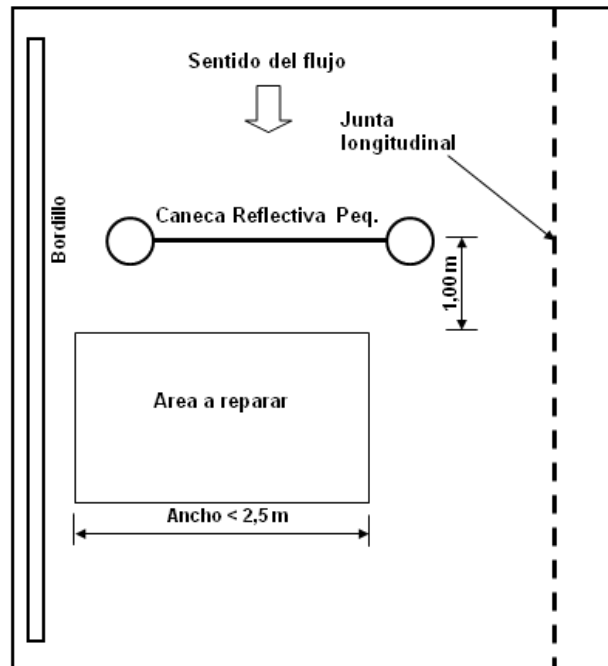 Sentido del flujo
Junta
longitudinal
Bordillo
Caneca Reflectiva Peq.
1,00 m
Area a reparar
Ancho < 2,5 m